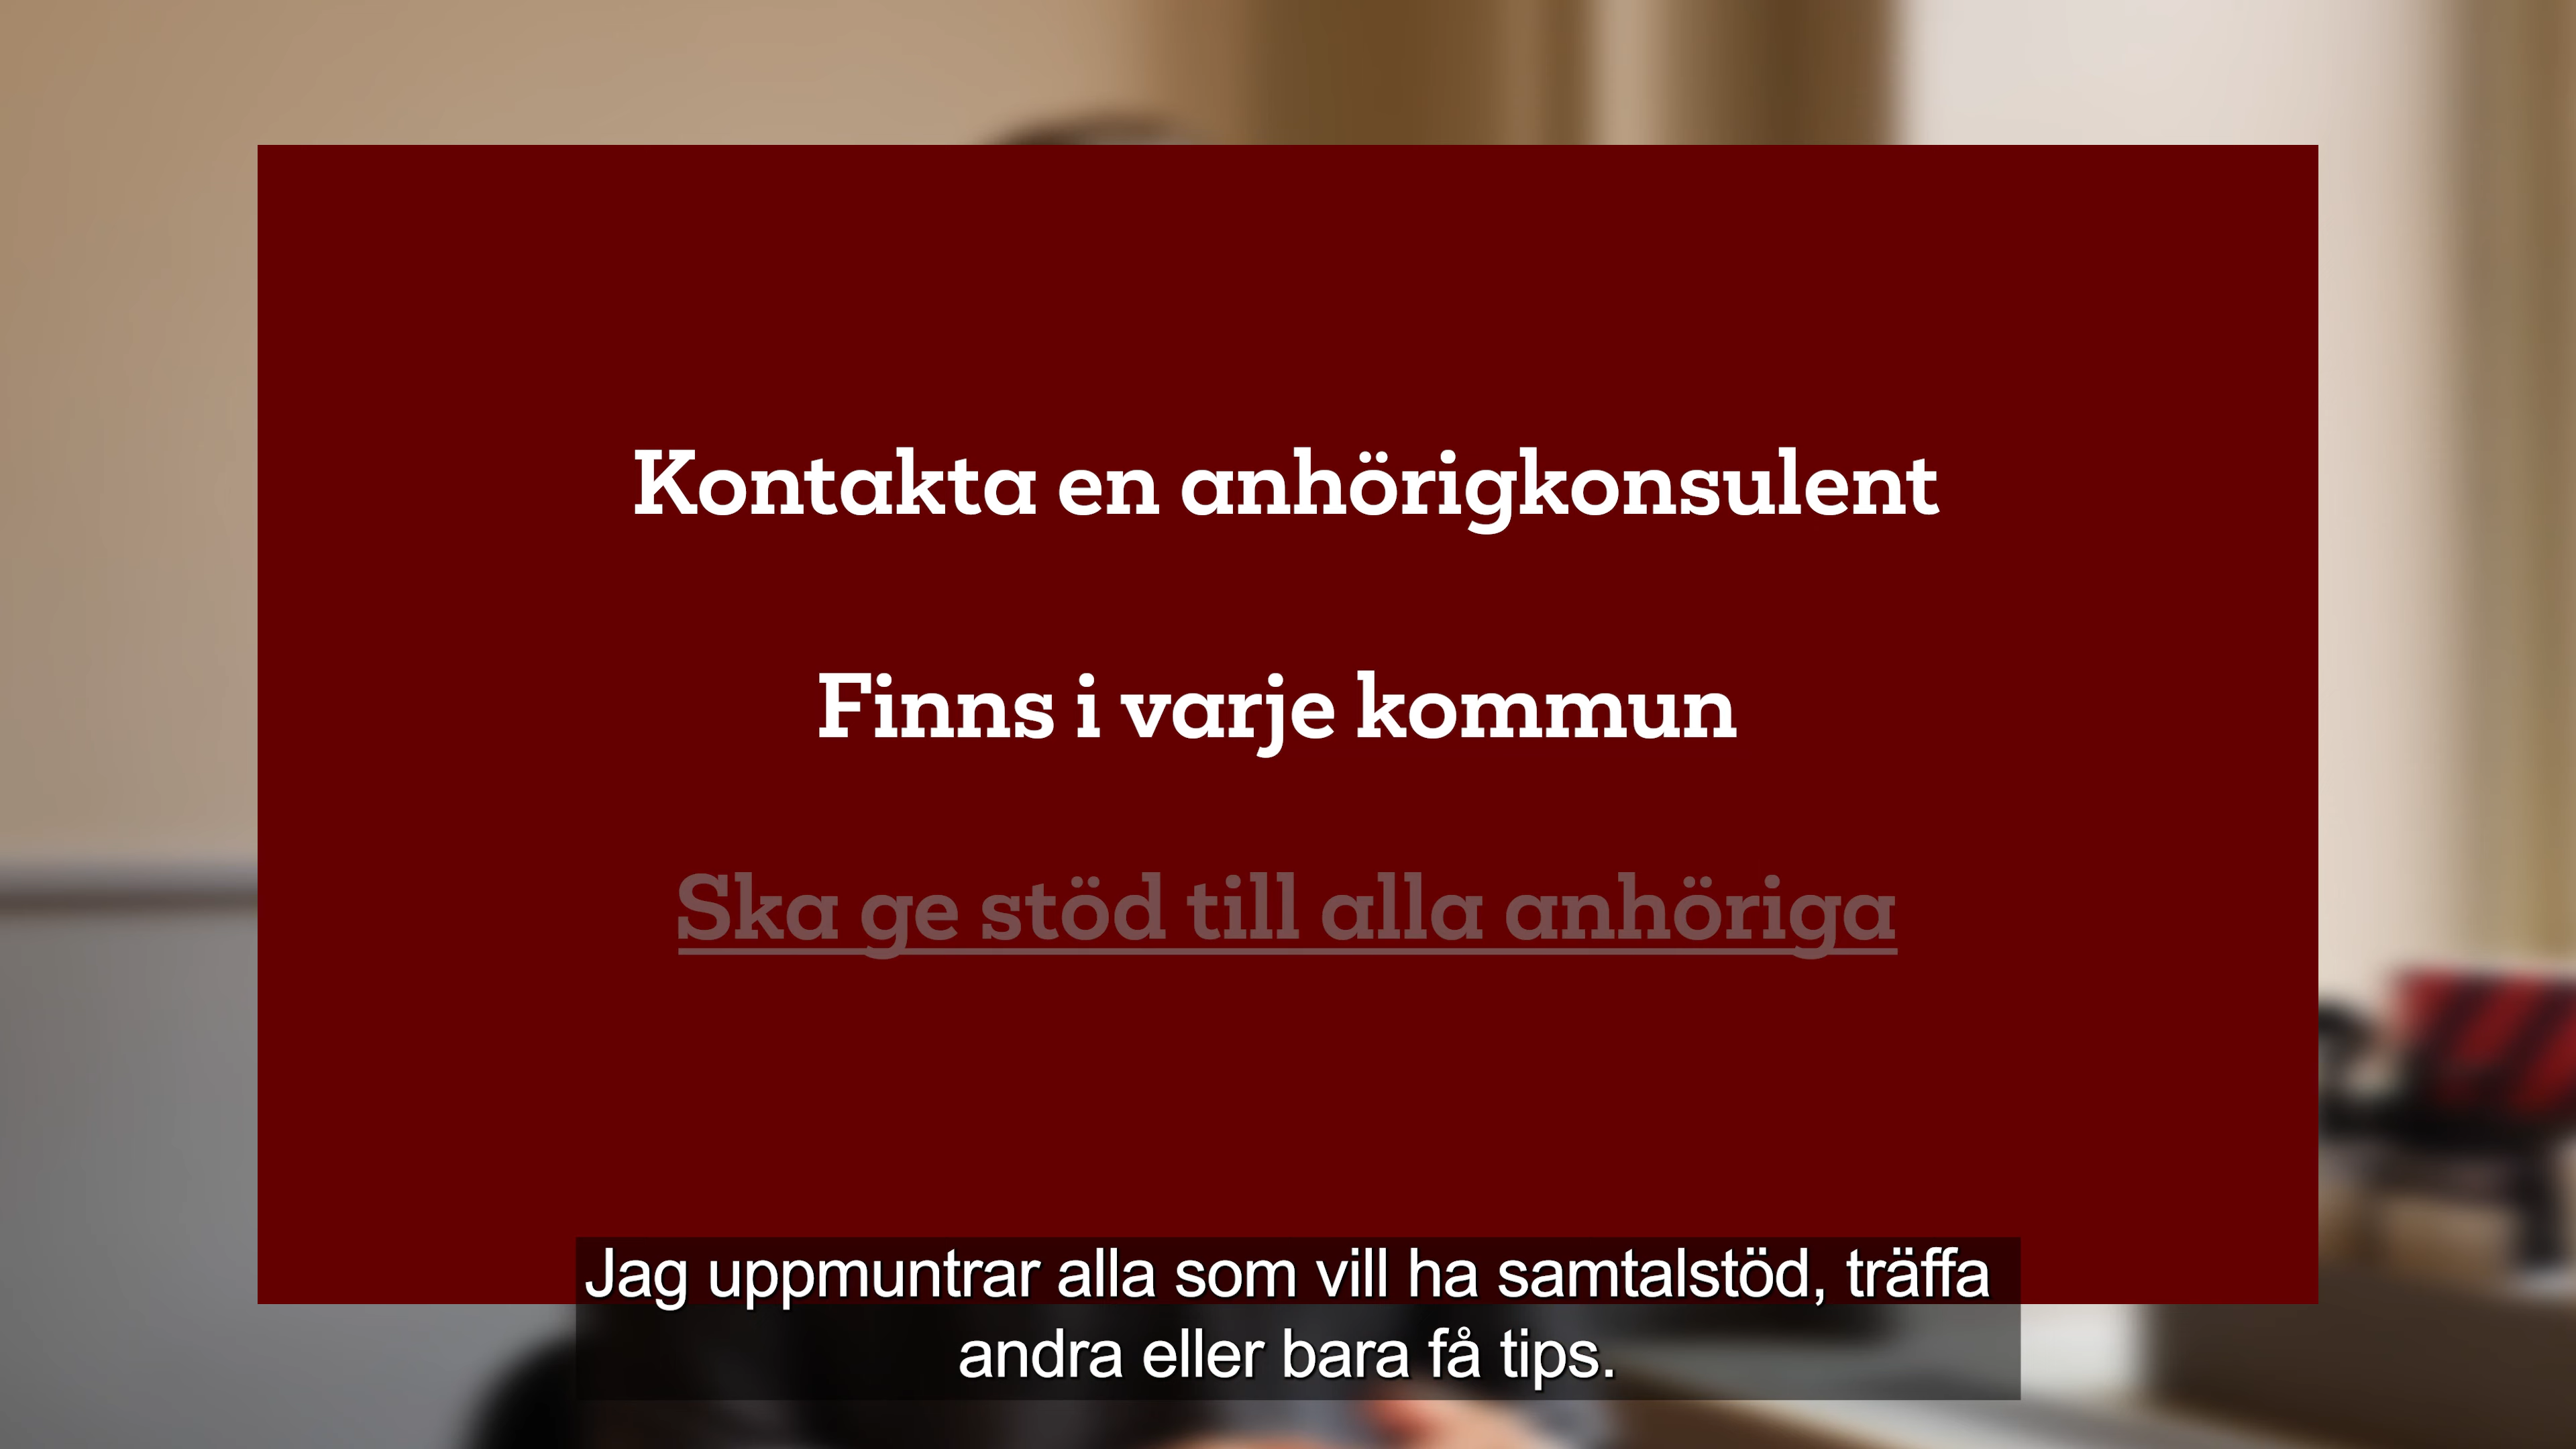 Kontakta en anhörigkonsulent
Finns i varje kommun
Ska ge stöd till alla anhöriga
Jag uppmuntrar alla som vill ha samtalstöd, träffa
andra eller bara få tips.